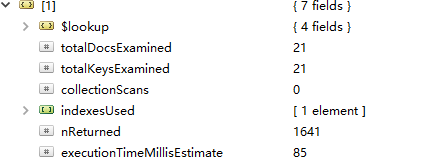 [1] { 7 fields }
$lookup { 4 fields }
totalDocsExamined 21
totalKeysExamined 21
collectionScans 0
indexesUsed [ 1 element ]
nReturned 1641
executionTimeMillisEstimate 85